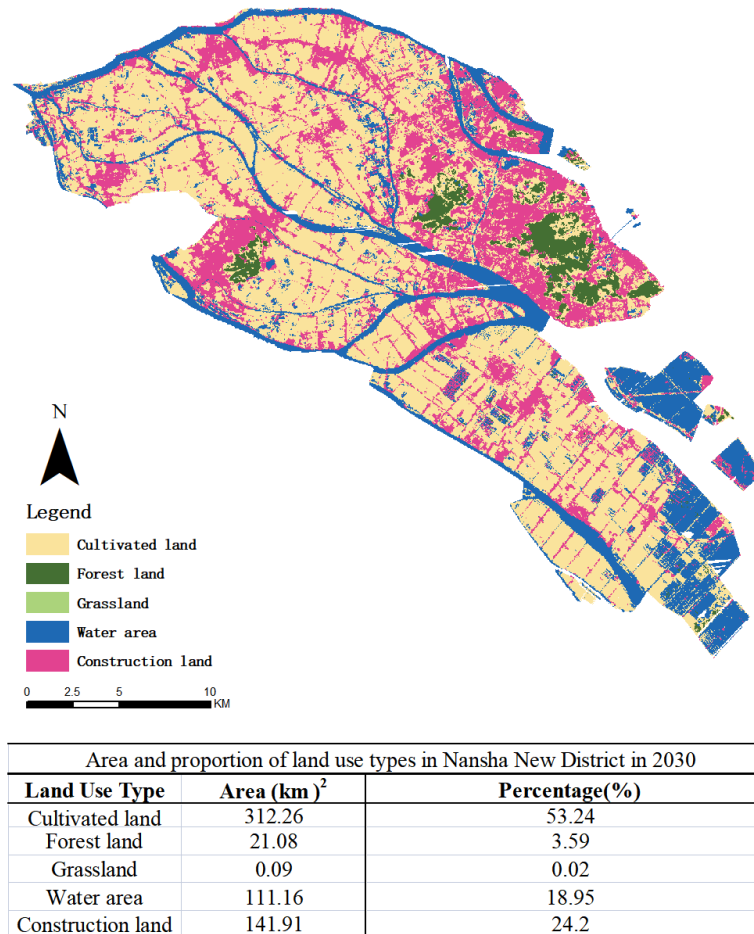 N
Legend
Cultivated land
Forest land
Grassland
Water area
Construction land
0 2.5 5 10
KM
Area and proportion of land use types in Nansha New District in 2030
Land Use Type Area (km )² Percentage(%)
Cultivated land 312.26 53.24
Forest land 21.08 3.59
Grassland 0.09 0.02
Water area 111.16 18.95
Construction land 141.91 24.2